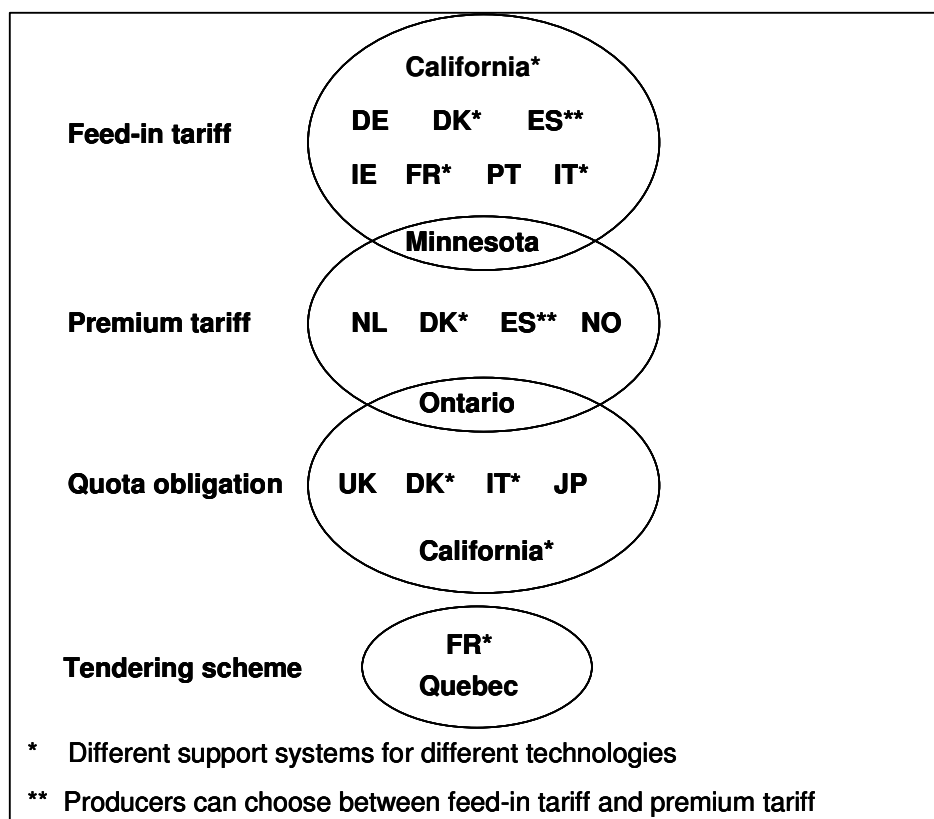 California*
Feed-in tariff DE DK* ES**
IE FR* PT IT*
Minnesota
Premium tariff NL DK* ES** NO
Ontario
Quota obligation UK DK* IT* JP
California*
FR*
Tendering scheme
Quebec
* Different support systems for different technologies
** Producers can choose between feed-in tariff and premium tariff